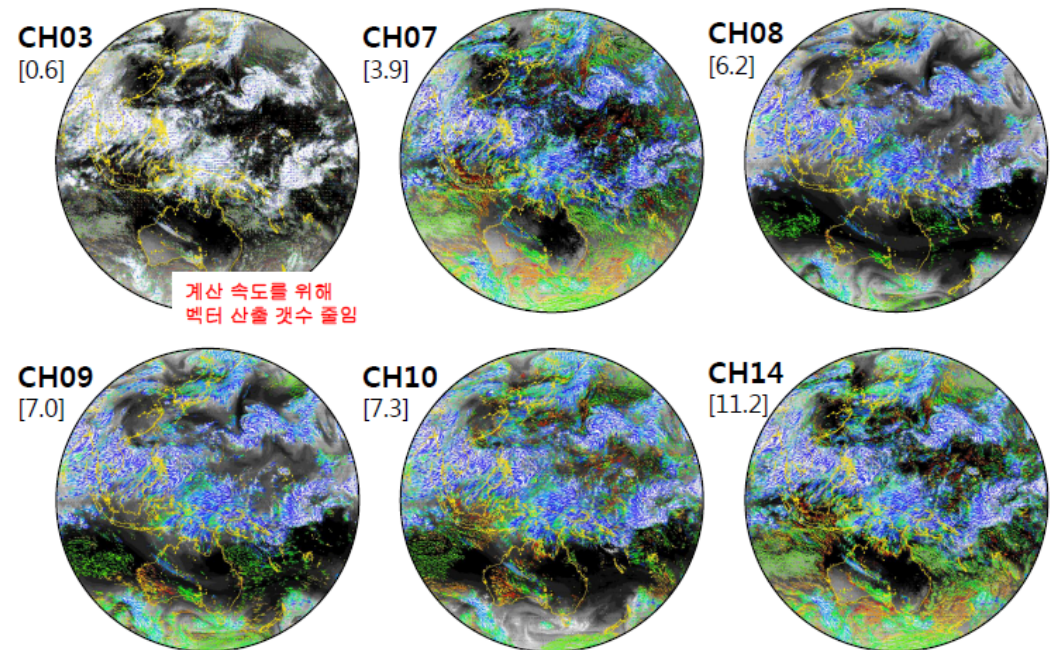 CH03
[0.6]
CH07
[3.9]
CH08
[6.2]
계산 속도를 위해
벡터 산출 갯수 줄임
CH09
[7.0]
CH10
[7.3]
CH14
[11.2]